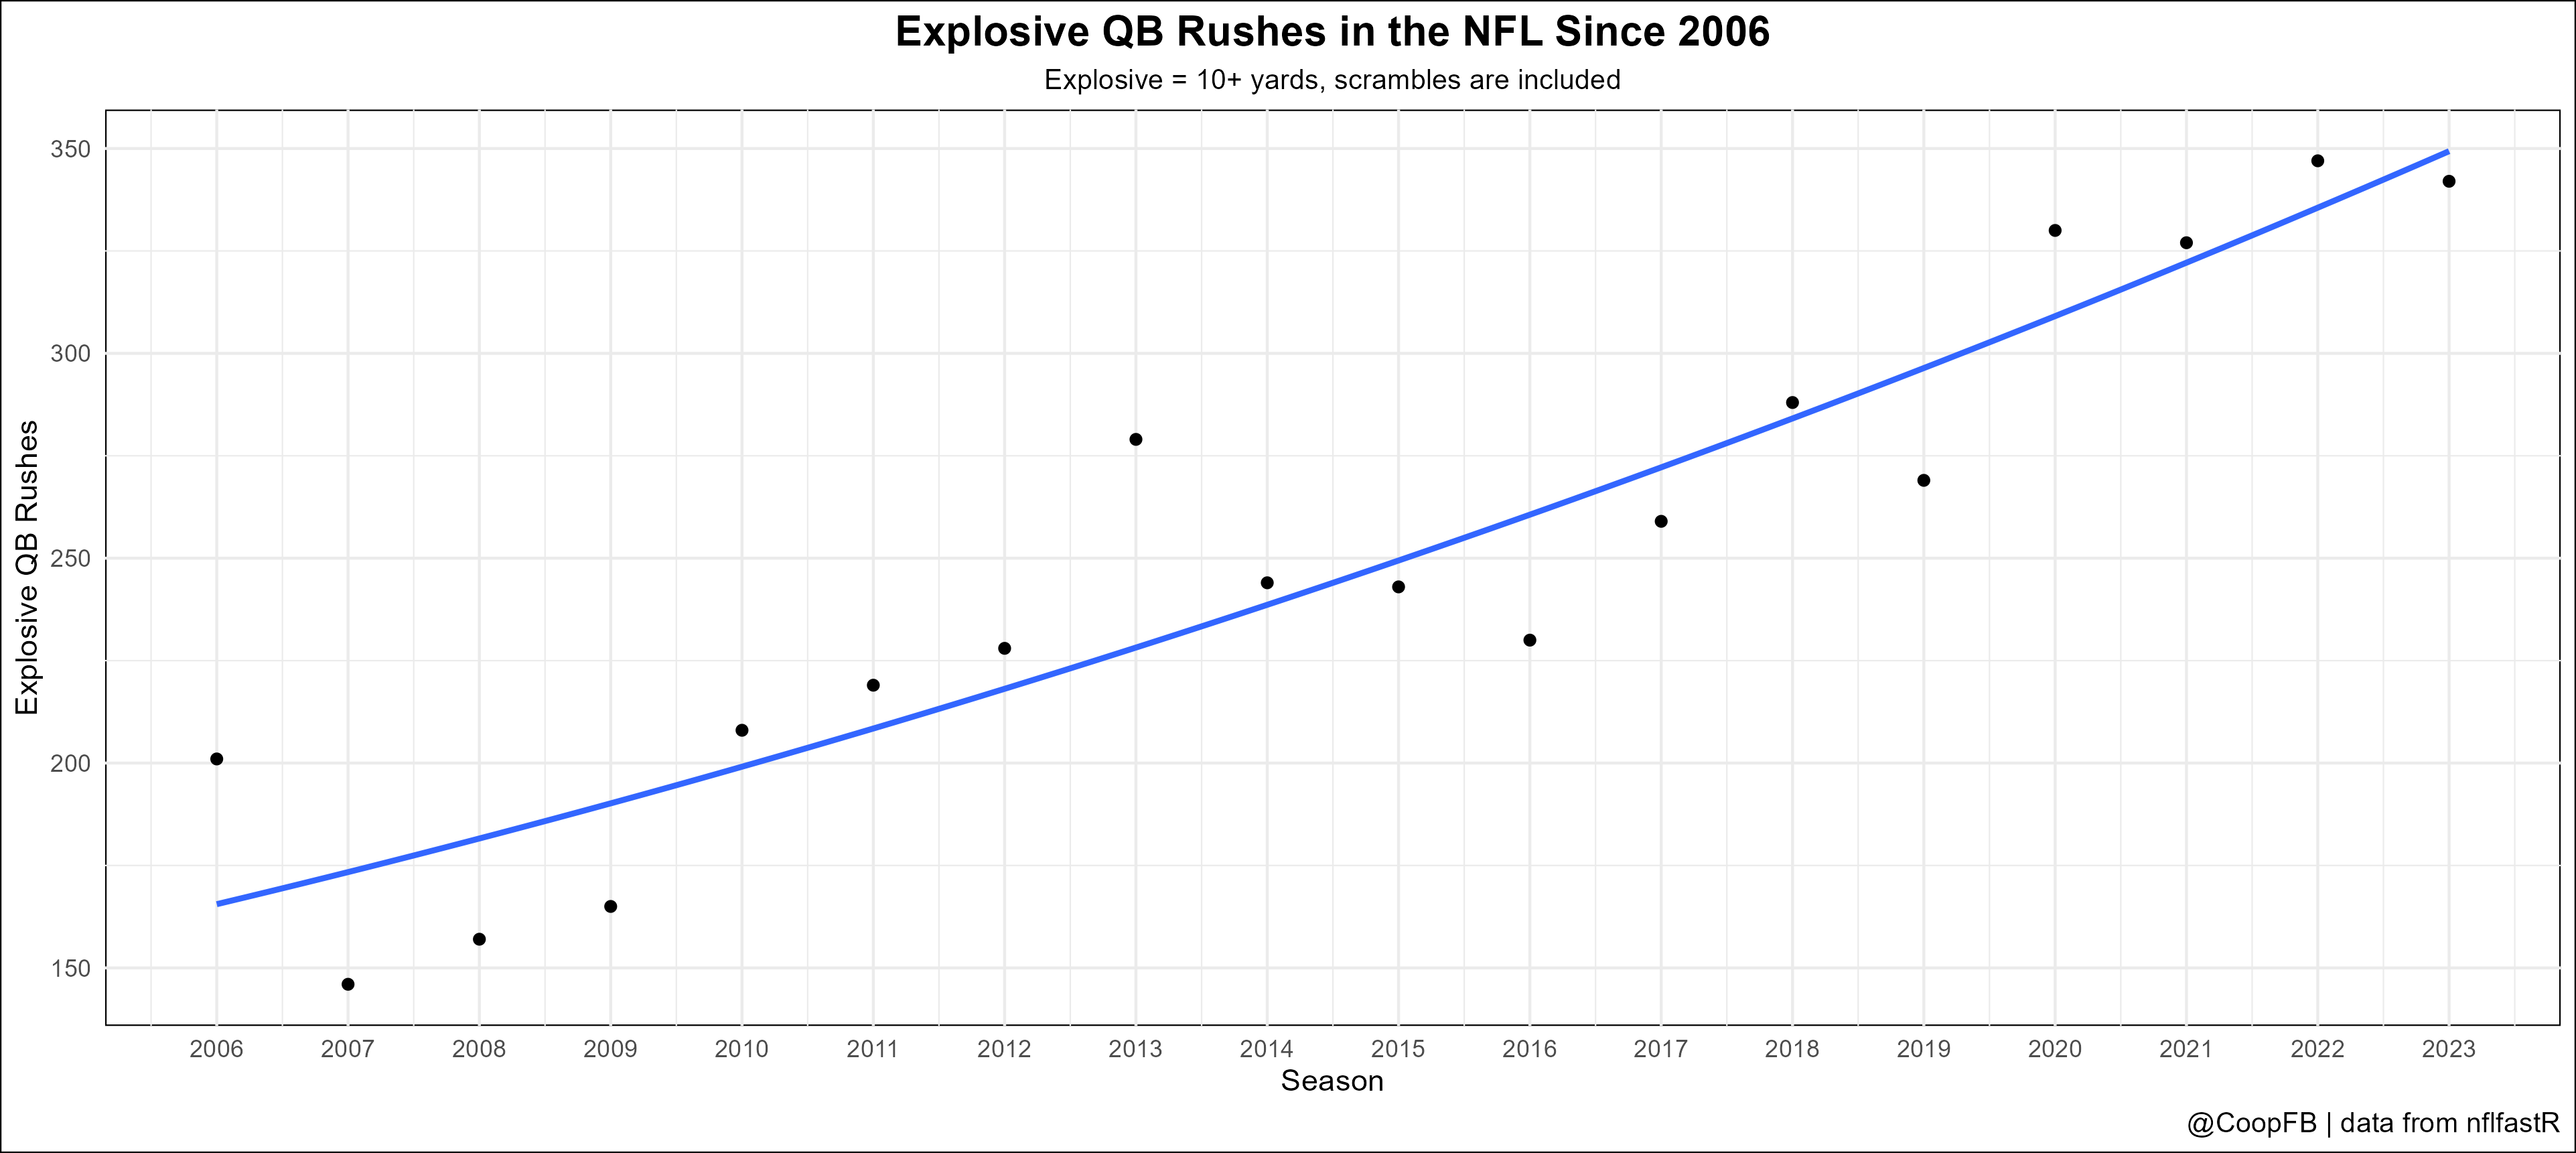 Explosive QB Rushes in the NFL Since 2006
Explosive = 10+ yards, scrambles are included
Explosive QB Rushes
350
300
250
200
150
2006 2007 2008 2009 2010 2011 2012 2013 2014 2015 2016 2017 2018 2019 2020 2021 2022 2023
Season
@CoopFB | data from nflfastR